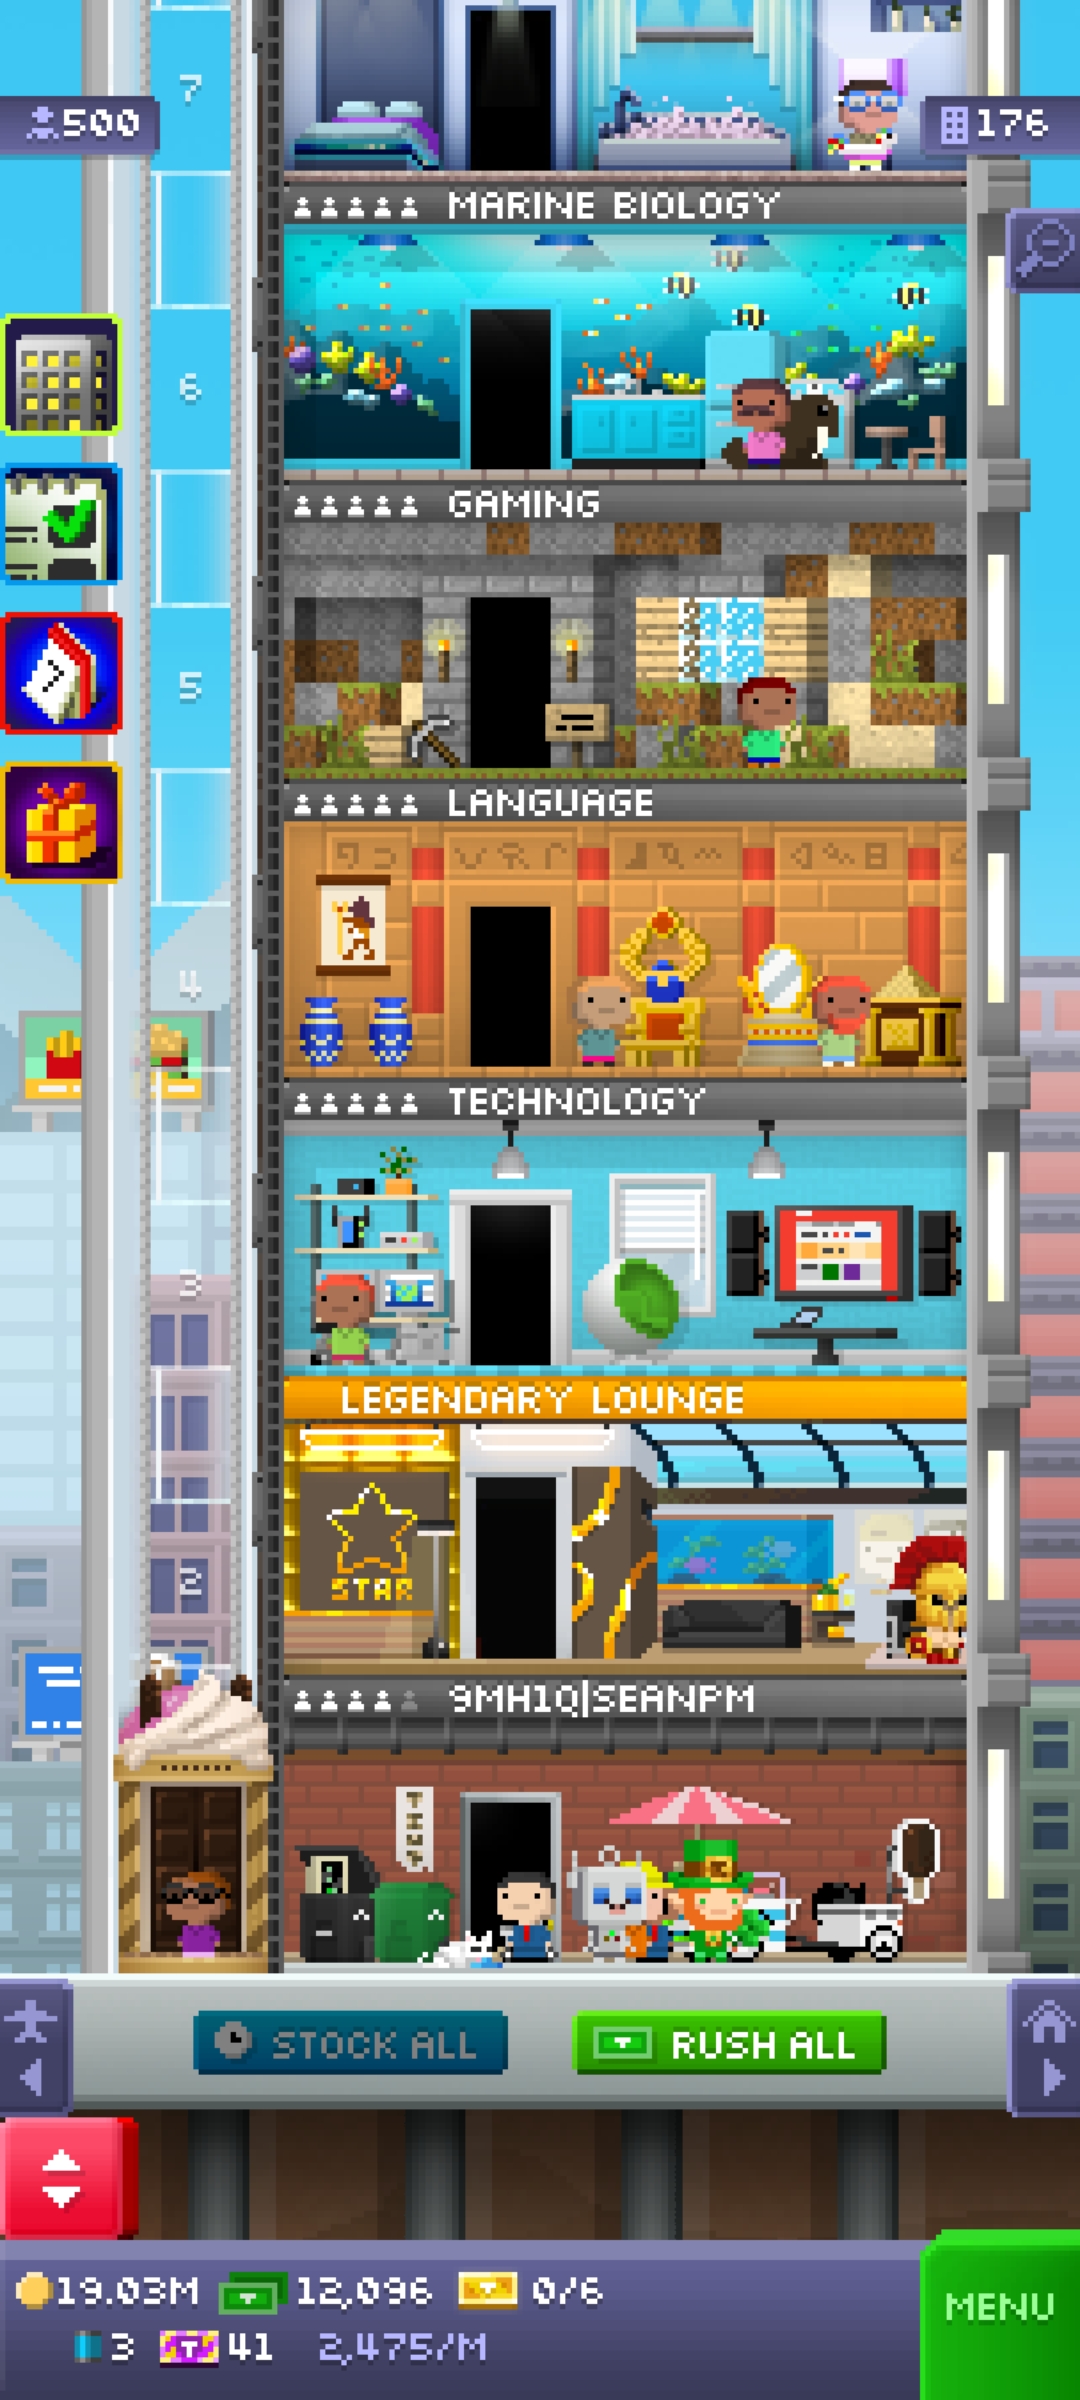 7
500
176
MARINE BIOLOGY
6
GAMING
5
LANGUAGE
4
TECHNOLOGY
3
LEGENDARY LOUNGE
STAR
2
9MH1Q|SEANPM
STOCK ALL
RUSH ALL
19.03M
12,096
0/6
MENU
3
T
41
2,475/M